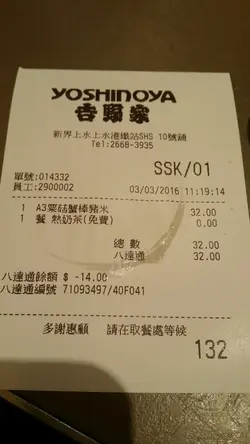 YOSHINOYA
吉野家
新界上水上水港鐵站SHS 10號舖
Tel:2668-3935
SSK/01
單號:014332
員工:2900002 03/03/2016 11:19:14
1 A3粟菇蟹棒豬米 32.00
1 餐 熱奶茶(免費) 0.00
總 數 32.00
八達通 32.00
八達通餘額 $ -14.00
八達通編號 71093497/40F041
多謝惠顧 請在取餐處等候
132